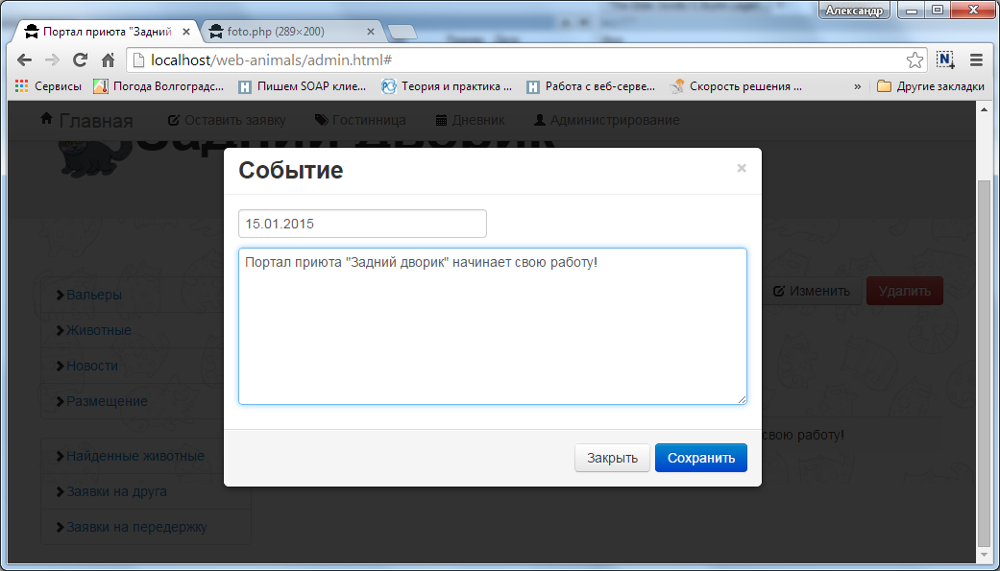 Александр
Портал приюта "Задний
foto.php (289×200)
localhost/web-animals/admin.html#
Сервисы
Погода Волгоградс...
Пишем SOAP клие...
Теория и практика ...
Работа с веб-серве...
Скорость решения ...
»
Другие закладки
Главная
Оставить заявку
Гостинница
Дневник
Администрирование
Задний дворик
Событие
×
15.01.2015
Портал приюта "Задний дворик" начинает свою работу!
Вальеры
Животные
Новости
Размещение
Изменить
Удалить
свою работу!
Найденные животные
Заявки на друга
Заявки на передержку
Закрыть
Сохранить